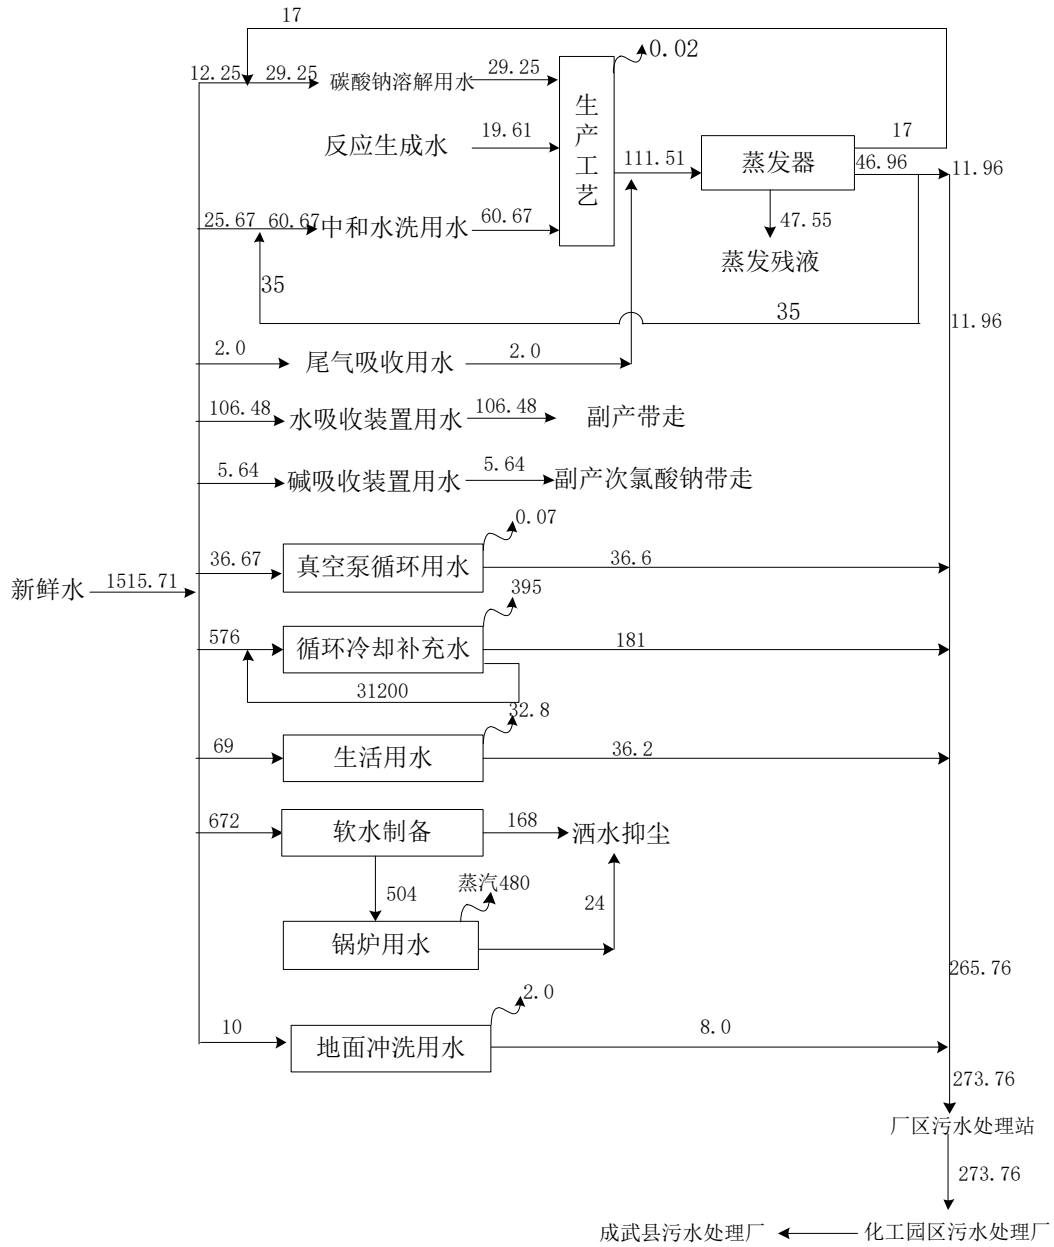 17
12.25 29.25 碳酸钠溶解用水 29.25 0.02
反应生成水 19.61 生产工艺 111.51 蒸发器 17
46.96 11.96
25.67 60.67 中和水洗用水 60.67 47.55
蒸发残液
35 35 11.96
2.0 尾气吸收用水 2.0
106.48 水吸收装置用水 106.48 副产带走
5.64 碱吸收装置用水 5.64 副产次氯酸钠带走
0.07
36.67 真空泵循环用水 36.6
新鲜水 1515.71
395
576 循环冷却补充水 181
31200
32.8
69 生活用水 36.2
672 软水制备 168 洒水抑尘
504 蒸汽480 24
锅炉用水
265.76
2.0
10 地面冲洗用水 8.0
273.76
厂区污水处理站
273.76
成武县污水处理厂 化工园区污水处理厂